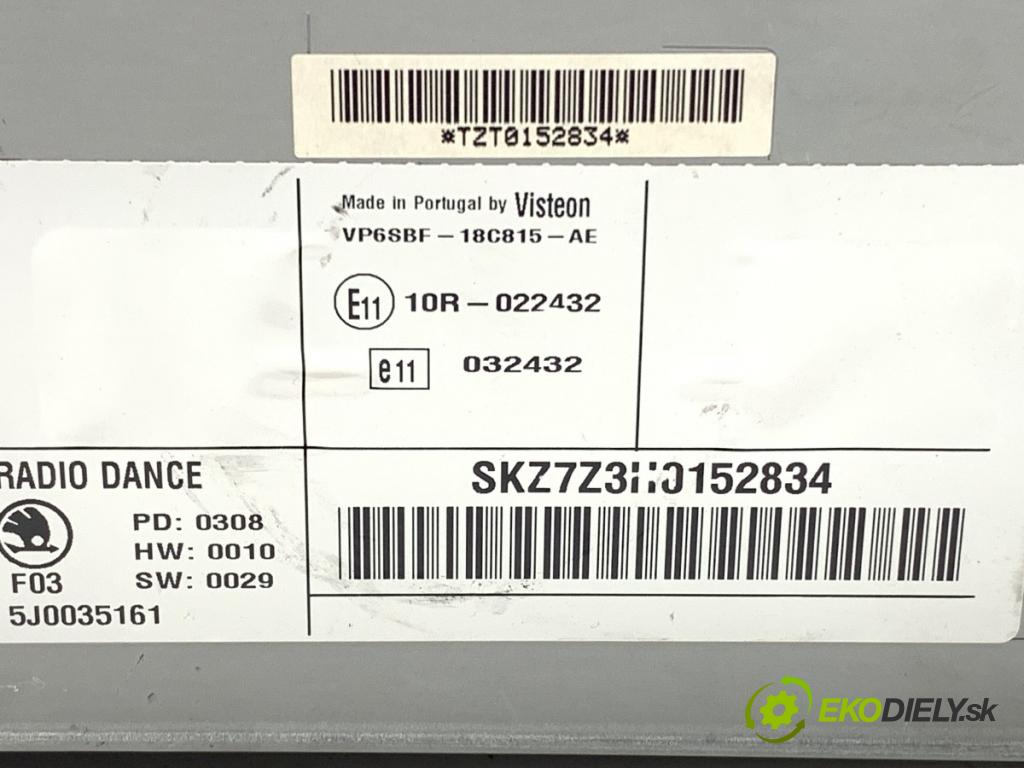 *TZT0152834*
Made in Portugal by Visteon
VP6SBF-18C815-AE
E11 10R-022432
e11 032432
RADIO DANCE
SKZ7Z3H0152834
PD: 0308
HW: 0010
F03 SW: 0029
5J0035161
EKODIELY.sk